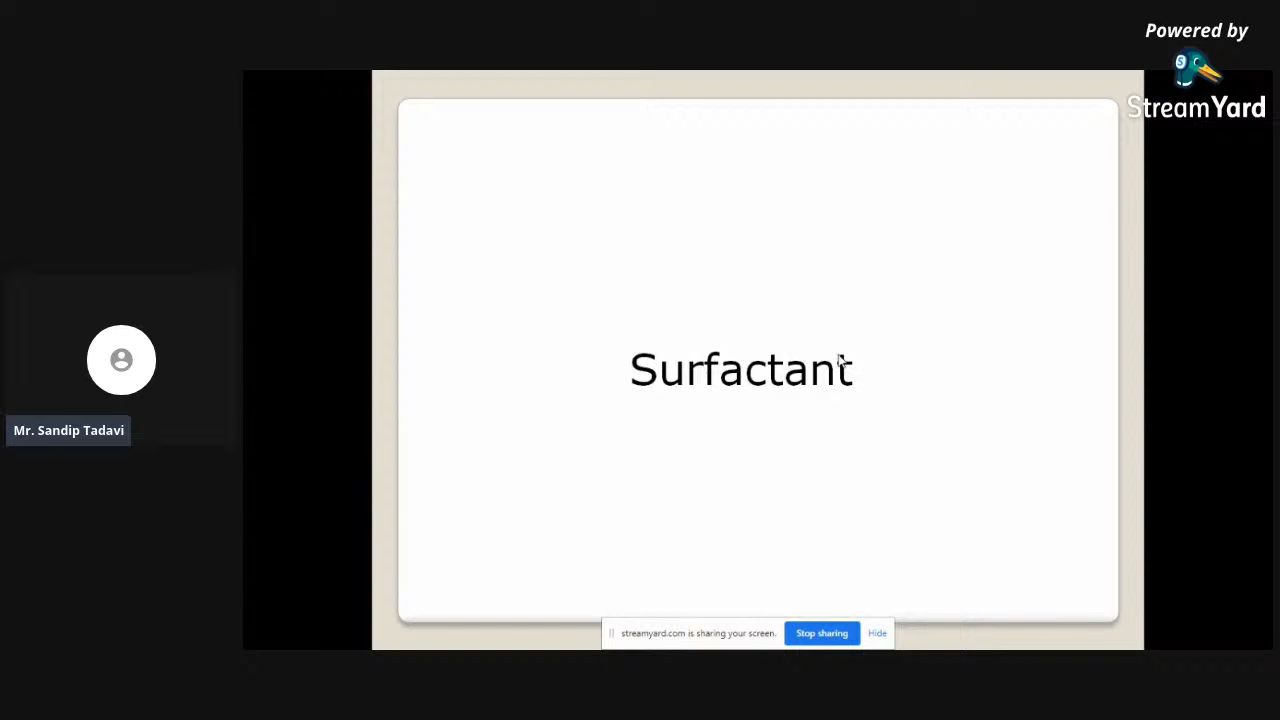 Powered by
StreamYard
Surfactant
Mr. Sandip Tadavi
streamyard.com is sharing your screen.
Stop sharing
Hide